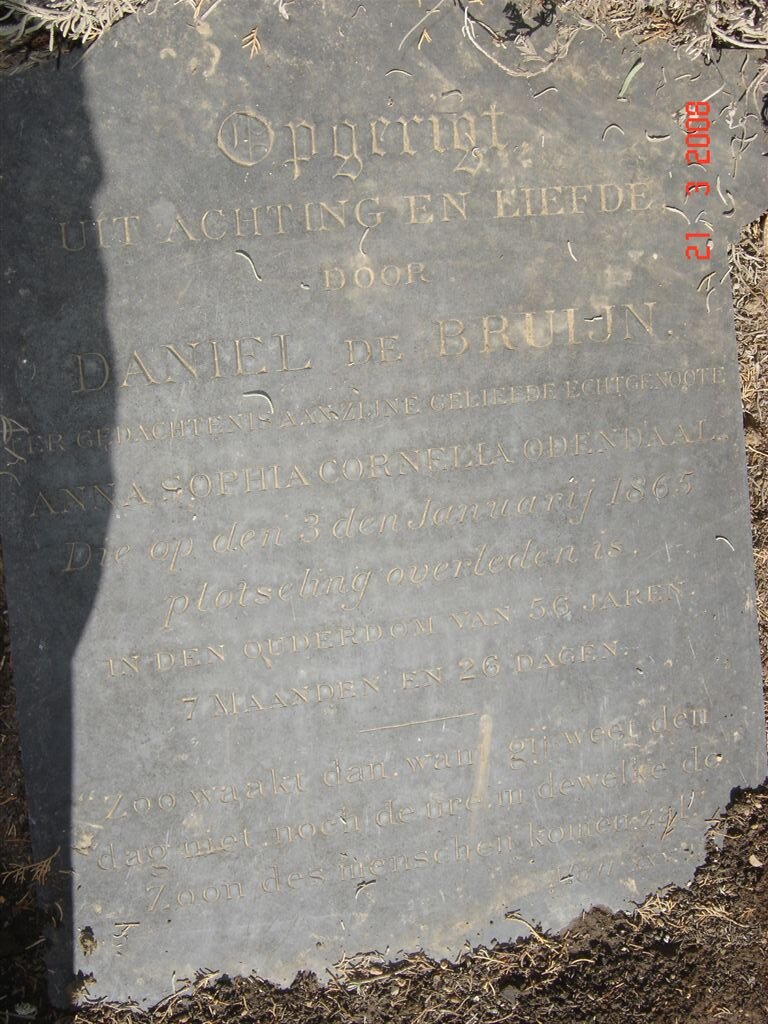 Opgerigt
UIT ACHTING EN LIEFDE.
DOOR
DANIEL DE BRUIJN.
TER GEDACHTENIS AAN ZIJNE GELIEFDE ECHTGENOOTE
ANNA SOPHIA CORNELIA ODENDAAL.
Die op den 3 den Januarij 1865
plotseling overleden is.
IN DEN OUDERDOM VAN 56 JAREN.
7 MAANDEN EN 26 DAGEN.
"Zoo waakt dan, want gij weet den
dag niet, noch de ure, in dewelke de
Zoon des menschen komen zal"
21 3 2008